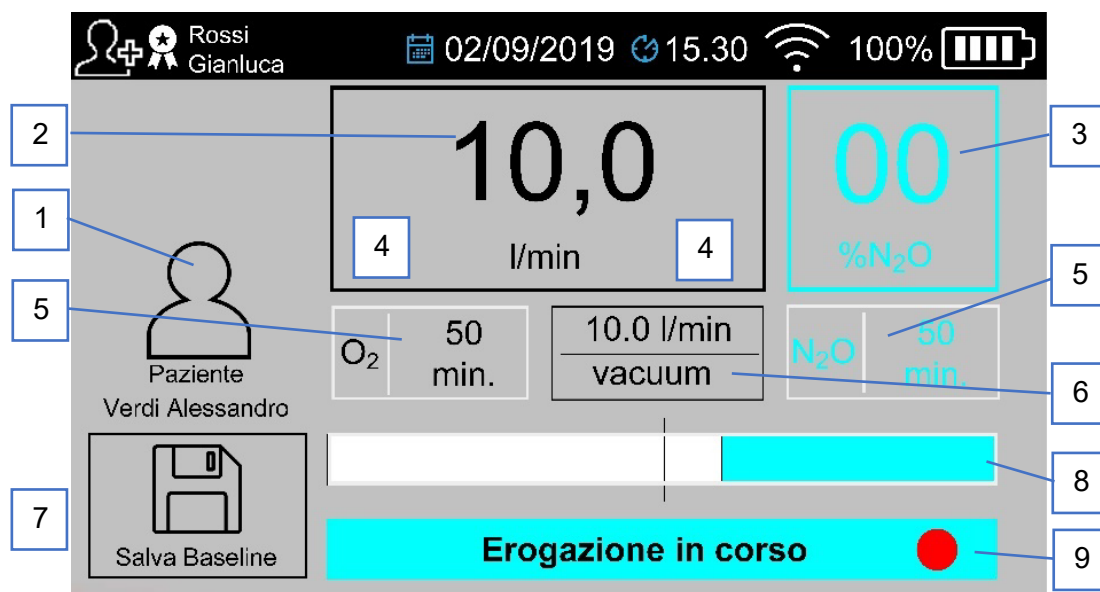 Rossi
Gianluca
02/09/2019 15.30 100%
2
10,0
00
3
1
4
l/min
4
%N₂O
5
5
O₂
50
min.
10.0 l/min
vacuum
N₂O
50
min.
6
Paziente
Verdi Alessandro
8
7
Salva Baseline
Erogazione in corso
9